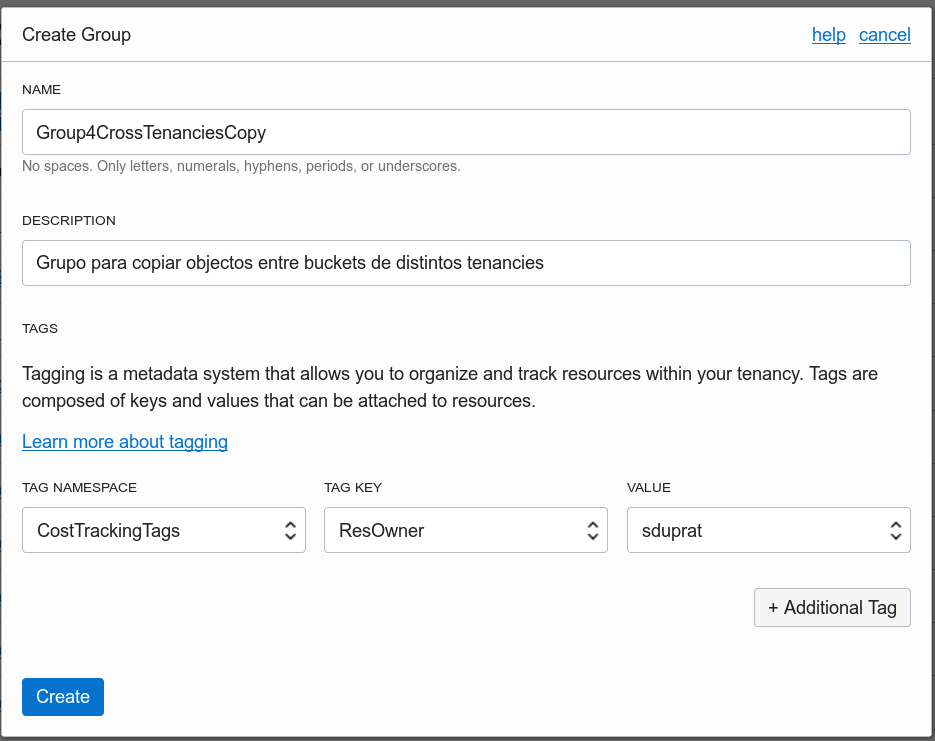 Create Group
help cancel
NAME
Group4CrossTenanciesCopy
No spaces. Only letters, numerals, hyphens, periods, or underscores.
DESCRIPTION
Grupo para copiar objectos entre buckets de distintos tenancies
TAGS
Tagging is a metadata system that allows you to organize and track resources within your tenancy. Tags are
composed of keys and values that can be attached to resources.
Learn more about tagging
TAG NAMESPACE TAG KEY VALUE
CostTrackingTags ResOwner sduprat
+ Additional Tag
Create